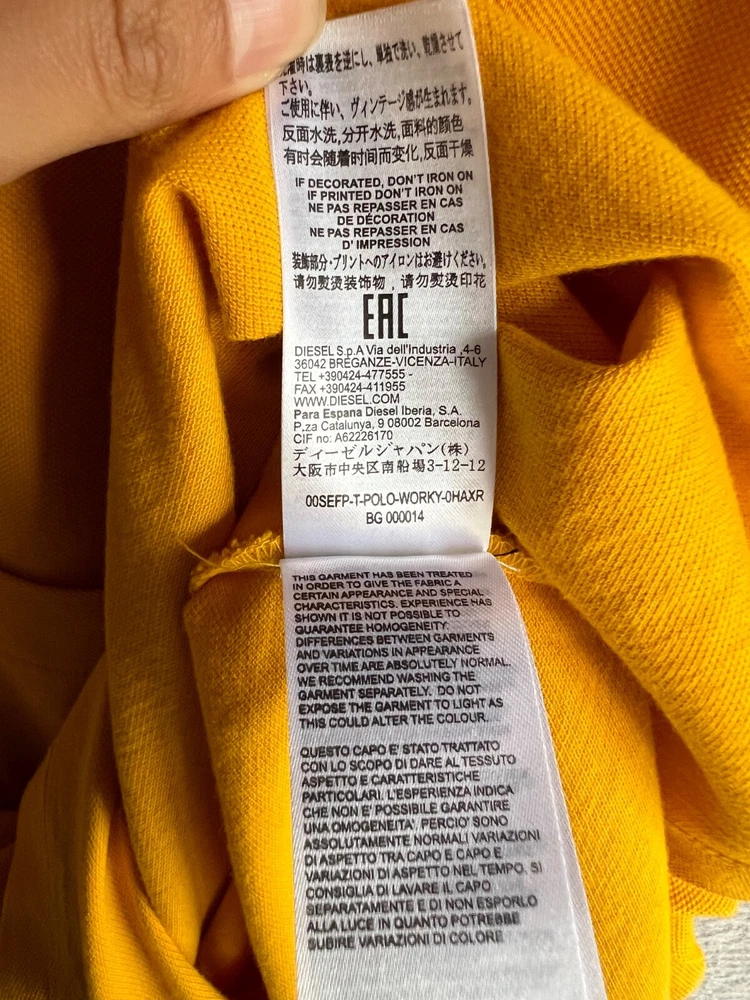 濯時は裏表を逆にし、単独で洗い、乾燥させて
下さい。
ご使用に伴い、ヴィンテージ感が生まれます。
反面水洗,分开水洗,面料的颜色
有时会随着时间而变化,反面干燥
IF DECORATED, DON'T IRON ON
IF PRINTED DON'T IRON ON
NE PAS REPASSER EN CAS
DE DÉCORATION
NE PAS REPASSER EN CAS
D' IMPRESSION
装飾部分・プリントへのアイロンはお避けください。
请勿熨烫装饰物，请勿熨烫印花
EAC
DIESEL S.p.A Via dell'Industria ,4-6
36042 BREGANZE-VICENZA-ITALY
TEL +390424-477555 -
FAX +390424-411955
WWW.DIESEL.COM
Para Espana Diesel Iberia, S.A.
P.za Catalunya, 9 08002 Barcelona
CIF no: A62226170
ディーゼルジャパン(株)
大阪市中央区南船場3-12-12
00SEFP-T-POLO-WORKY-0HAXR
BG 000014
THIS GARMENT HAS BEEN TREATED
IN ORDER TO GIVE THE FABRIC A
CERTAIN APPEARANCE AND SPECIAL
CHARACTERISTICS. EXPERIENCE HAS
SHOWN IT IS NOT POSSIBLE TO
GUARANTEE HOMOGENEITY.
DIFFERENCES BETWEEN GARMENTS
AND VARIATIONS IN APPEARANCE
OVER TIME ARE ABSOLUTELY NORMAL.
WE RECOMMEND WASHING THE
GARMENT SEPARATELY. DO NOT
EXPOSE THE GARMENT TO LIGHT AS
THIS COULD ALTER THE COLOUR.
QUESTO CAPO E' STATO TRATTATO
CON LO SCOPO DI DARE AL TESSUTO
ASPETTO E CARATTERISTICHE
PARTICOLARI. L'ESPERIENZA INDICA
CHE NON E' POSSIBILE GARANTIRE
UNA OMOGENEITA', PERCIO' SONO
ASSOLUTAMENTE NORMALI VARIAZIONI
DI ASPETTO TRA CAPO E CAPO E
VARIAZIONI DI ASPETTO NEL TEMPO. SI
CONSIGLIA DI LAVARE IL CAPO
SEPARATAMENTE E DI NON ESPORLO
ALLA LUCE IN QUANTO POTREBBE
SUBIRE VARIAZIONI DI COLORE